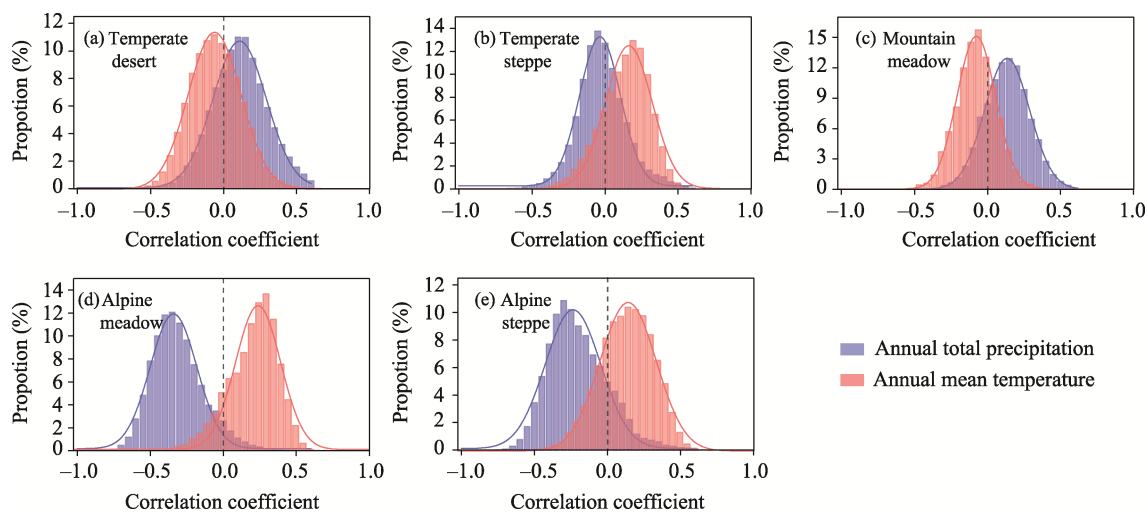 (a) Temperate
desert
Propotion (%)
12
10
8
6
4
2
0
–1.0 –0.5 0.0 0.5 1.0
Correlation coefficient
(b) Temperate
steppe
Propotion (%)
14
12
10
8
6
4
2
0
–1.0 –0.5 0.0 0.5 1.0
Correlation coefficient
(c) Mountain
meadow
Propotion (%)
15
12
9
6
3
0
–1.0 –0.5 0.0 0.5 1.0
Correlation coefficient
(d) Alpine
meadow
Propotion (%)
14
12
10
8
6
4
2
0
–1.0 –0.5 0.0 0.5 1.0
Correlation coefficient
(e) Alpine
steppe
Propotion (%)
12
10
8
6
4
2
0
–1.0 –0.5 0.0 0.5 1.0
Correlation coefficient
Annual total precipitation
Annual mean temperature